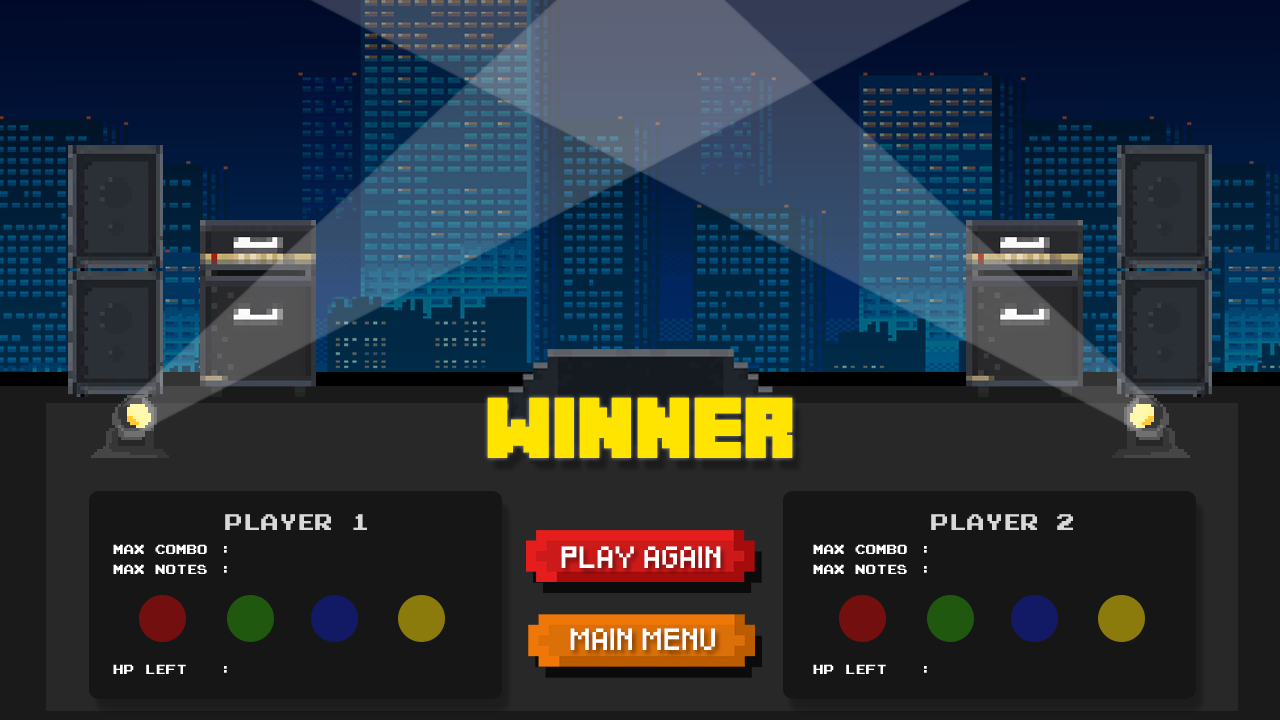 WINNER
PLAYER 1
MAX COMBO :
MAX NOTES :
HP LEFT :
PLAY AGAIN
MAIN MENU
PLAYER 2
MAX COMBO :
MAX NOTES :
HP LEFT :